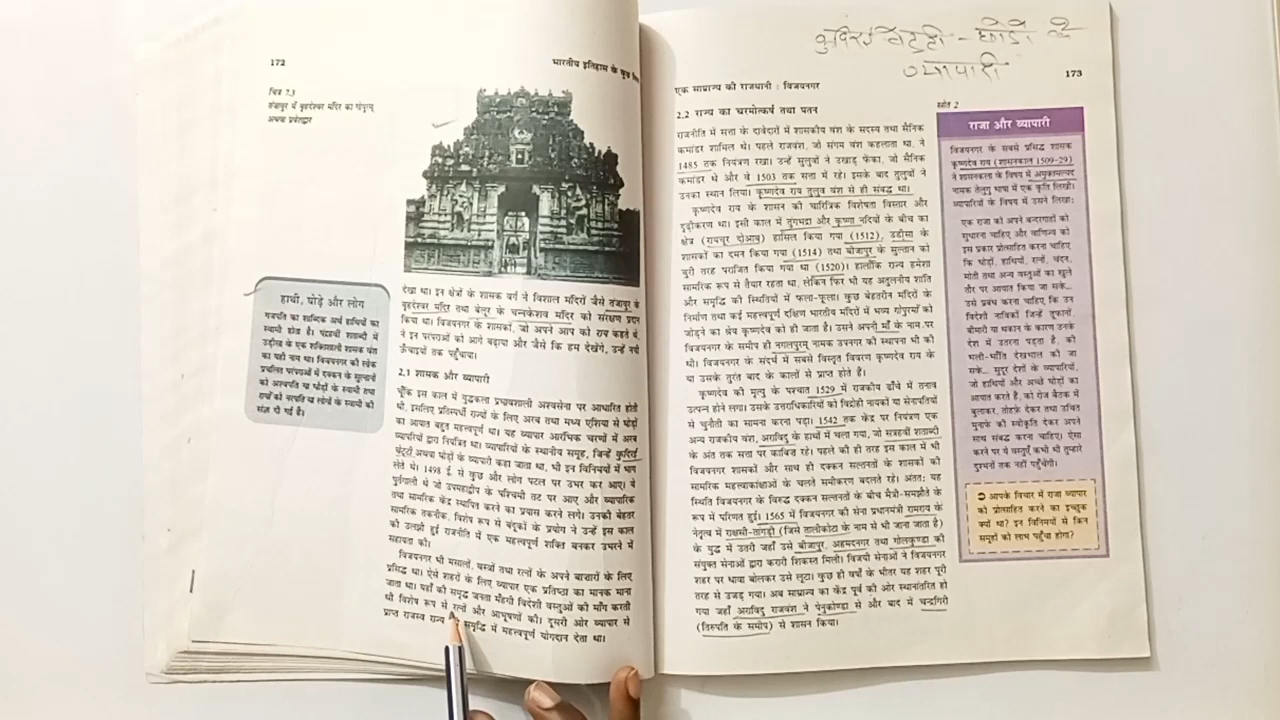 172
भारतीय इतिहास के कुछ
चित्र 7.3
तंजावुर में बृहदेश्वर मंदिर का गोपुरम्
अथवा प्रवेशद्वार
हाथी, घोड़े और लोग
गजपति का शाब्दिक अर्थ हाथियों का
स्वामी होता है। पंद्रहवीं शताब्दी में
उड़ीसा के एक शक्तिशाली शासक वंश
का यही नाम था। विजयनगर की लोक
प्रचलित परंपराओं में दक्कन के सुल्तानों
को अश्वपति या घोड़ों के स्वामी तथा
रायों को नरपति या लोगों के स्वामी की
संज्ञा दी गई है।
देखा था। इन क्षेत्रों के शासक वर्ग ने विशाल मंदिरों जैसे तंजावुर के
बृहदेश्वर मंदिर तथा बेलूर के चन्नकेशव मंदिर को संरक्षण प्रदान
किया था। विजयनगर के शासकों, जो अपने आप को राय कहते थे,
ने इन परंपराओं को आगे बढ़ाया और जैसे कि हम देखेंगे, उन्हें नयी
ऊँचाइयों तक पहुँचाया।
2.1 शासक और व्यापारी
चूँकि इस काल में युद्धकला प्रभावशाली अश्वसेना पर आधारित होती
थी, इसलिए प्रतिस्पर्धी राज्यों के लिए अरब तथा मध्य एशिया से घोड़ों
का आयात बहुत महत्त्वपूर्ण था। यह व्यापार आरंभिक चरणों में अरब
व्यापारियों द्वारा नियंत्रित था। व्यापारियों के स्थानीय समूह, जिन्हें कुदिरई
चेट्टी अथवा घोड़ों के व्यापारी कहा जाता था, भी इन विनिमयों में भाग
लेते थे। 1498 ई. से कुछ और लोग पटल पर उभर कर आए। ये
पुर्तगाली थे जो उपमहाद्वीप के पश्चिमी तट पर आए और व्यापारिक
तथा सामरिक केंद्र स्थापित करने का प्रयास करने लगे। उनकी बेहतर
सामरिक तकनीक, विशेष रूप से बंदूकों के प्रयोग ने उन्हें इस काल
की उलझी हुई राजनीति में एक महत्त्वपूर्ण शक्ति बनकर उभरने में
सहायता की।
विजयनगर भी मसालों, वस्त्रों तथा रत्नों के अपने बाज़ारों के लिए
प्रसिद्ध था। ऐसे शहरों के लिए व्यापार एक प्रतिष्ठा का मानक माना
जाता था। यहाँ की समृद्ध जनता मँहगी विदेशी वस्तुओं की माँग करती
थी विशेष रूप से रत्नों और आभूषणों की। दूसरी ओर व्यापार से
प्राप्त राजस्व राज्य समृद्धि में महत्त्वपूर्ण योगदान देता था।
घोड़ों के
व्यापारी
173
एक साम्राज्य की राजधानी : विजयनगर
2.2 राज्य का चरमोत्कर्ष तथा पतन
राजनीति में सत्ता के दावेदारों में शासकीय वंश के सदस्य तथा सैनिक
कमांडर शामिल थे। पहले राजवंश, जो संगम वंश कहलाता था, ने
1485 तक नियंत्रण रखा। उन्हें सुलुवों ने उखाड़ फेंका, जो सैनिक
कमांडर थे और वे 1503 तक सत्ता में रहे। इसके बाद तुलुवों ने
उनका स्थान लिया। कृष्णदेव राय तुलुव वंश से ही संबद्ध था।
कृष्णदेव राय के शासन की चारित्रिक विशेषता विस्तार और
दृढ़ीकरण था। इसी काल में तुंगभद्रा और कृष्णा नदियों के बीच का
क्षेत्र (रायचूर दोआब) हासिल किया गया (1512), उड़ीसा के
शासकों का दमन किया गया (1514) तथा बीजापुर के सुल्तान को
बुरी तरह पराजित किया गया था (1520)। हालाँकि राज्य हमेशा
सामरिक रूप से तैयार रहता था, लेकिन फिर भी यह अतुलनीय शांति
और समृद्धि की स्थितियों में फला-फूला। कुछ बेहतरीन मंदिरों के
निर्माण तथा कई महत्त्वपूर्ण दक्षिण भारतीय मंदिरों में भव्य गोपुरमों को
जोड़ने का श्रेय कृष्णदेव को ही जाता है। उसने अपनी माँ के नाम पर
विजयनगर के समीप ही नगलपुरम् नामक उपनगर की स्थापना भी की
थी। विजयनगर के संदर्भ में सबसे विस्तृत विवरण कृष्णदेव राय के
या उसके तुरंत बाद के कालों से प्राप्त होते हैं।
कृष्णदेव की मृत्यु के पश्चात 1529 में राजकीय ढाँचे में तनाव
उत्पन्न होने लगा। उसके उत्तराधिकारियों को विद्रोही नायकों या सेनापतियों
से चुनौती का सामना करना पड़ा। 1542 तक केंद्र पर नियंत्रण एक
अन्य राजकीय वंश, अराविदु के हाथों में चला गया, जो सत्रहवीं शताब्दी
के अंत तक सत्ता पर काबिज रहे। पहले की ही तरह इस काल में भी
विजयनगर शासकों और साथ ही दक्कन सल्तनतों के शासकों की
सामरिक महत्त्वाकांक्षाओं के चलते समीकरण बदलते रहे। अंततः यह
स्थिति विजयनगर के विरुद्ध दक्कन सल्तनतों के बीच मैत्री-समझौते के
रूप में परिणत हुई। 1565 में विजयनगर की सेना प्रधानमंत्री रामराय के
नेतृत्व में राक्षसी-तांगड़ी (जिसे तालीकोटा के नाम से भी जाना जाता है)
के युद्ध में उतरी जहाँ उसे बीजापुर, अहमदनगर तथा गोलकुण्डा की
संयुक्त सेनाओं द्वारा करारी शिकस्त मिली। विजयी सेनाओं ने विजयनगर
शहर पर धावा बोलकर उसे लूटा। कुछ ही वर्षों के भीतर यह शहर पूरी
तरह से उजड़ गया। अब साम्राज्य का केंद्र पूर्व की ओर स्थानांतरित हो
गया जहाँ अराविदु राजवंश ने पेनुकोण्डा से और बाद में चन्द्रगिरी
(तिरुपति के समीप) से शासन किया।
स्रोत 2
राजा और व्यापारी
विजयनगर के सबसे प्रसिद्ध शासक
कृष्णदेव राय (शासनकाल 1509-29)
ने शासनकला के विषय में अमुक्तमल्यद
नामक तेलुगु भाषा में एक कृति लिखी।
व्यापारियों के विषय में उसने लिखा:
एक राजा को अपने बन्दरगाहों को
सुधारना चाहिए और वाणिज्य को
इस प्रकार प्रोत्साहित करना चाहिए
कि घोड़ों, हाथियों, रत्नों, चंदन,
मोती तथा अन्य वस्तुओं का खुले
तौर पर आयात किया जा सके...
उसे प्रबंध करना चाहिए कि उन
विदेशी नाविकों जिन्हें तूफ़ानों,
बीमारी या थकान के कारण उनके
देश में उतरना पड़ता है, की
भली-भाँति देखभाल की जा
सके... सुदूर देशों के व्यापारियों,
जो हाथियों और अच्छे घोड़ों का
आयात करते हैं, को रोज़ बैठक में
बुलाकर, तोहफ़े देकर तथा उचित
मुनाफ़े की स्वीकृति देकर अपने
साथ संबद्ध करना चाहिए। ऐसा
करने पर ये वस्तुएँ कभी भी तुम्हारे
दुश्मनों तक नहीं पहुँचेंगी।
आपके विचार में राजा व्यापार
को प्रोत्साहित करने का इच्छुक
क्यों था? इन विनिमयों से किन
समूहों को लाभ पहुँचा होगा?